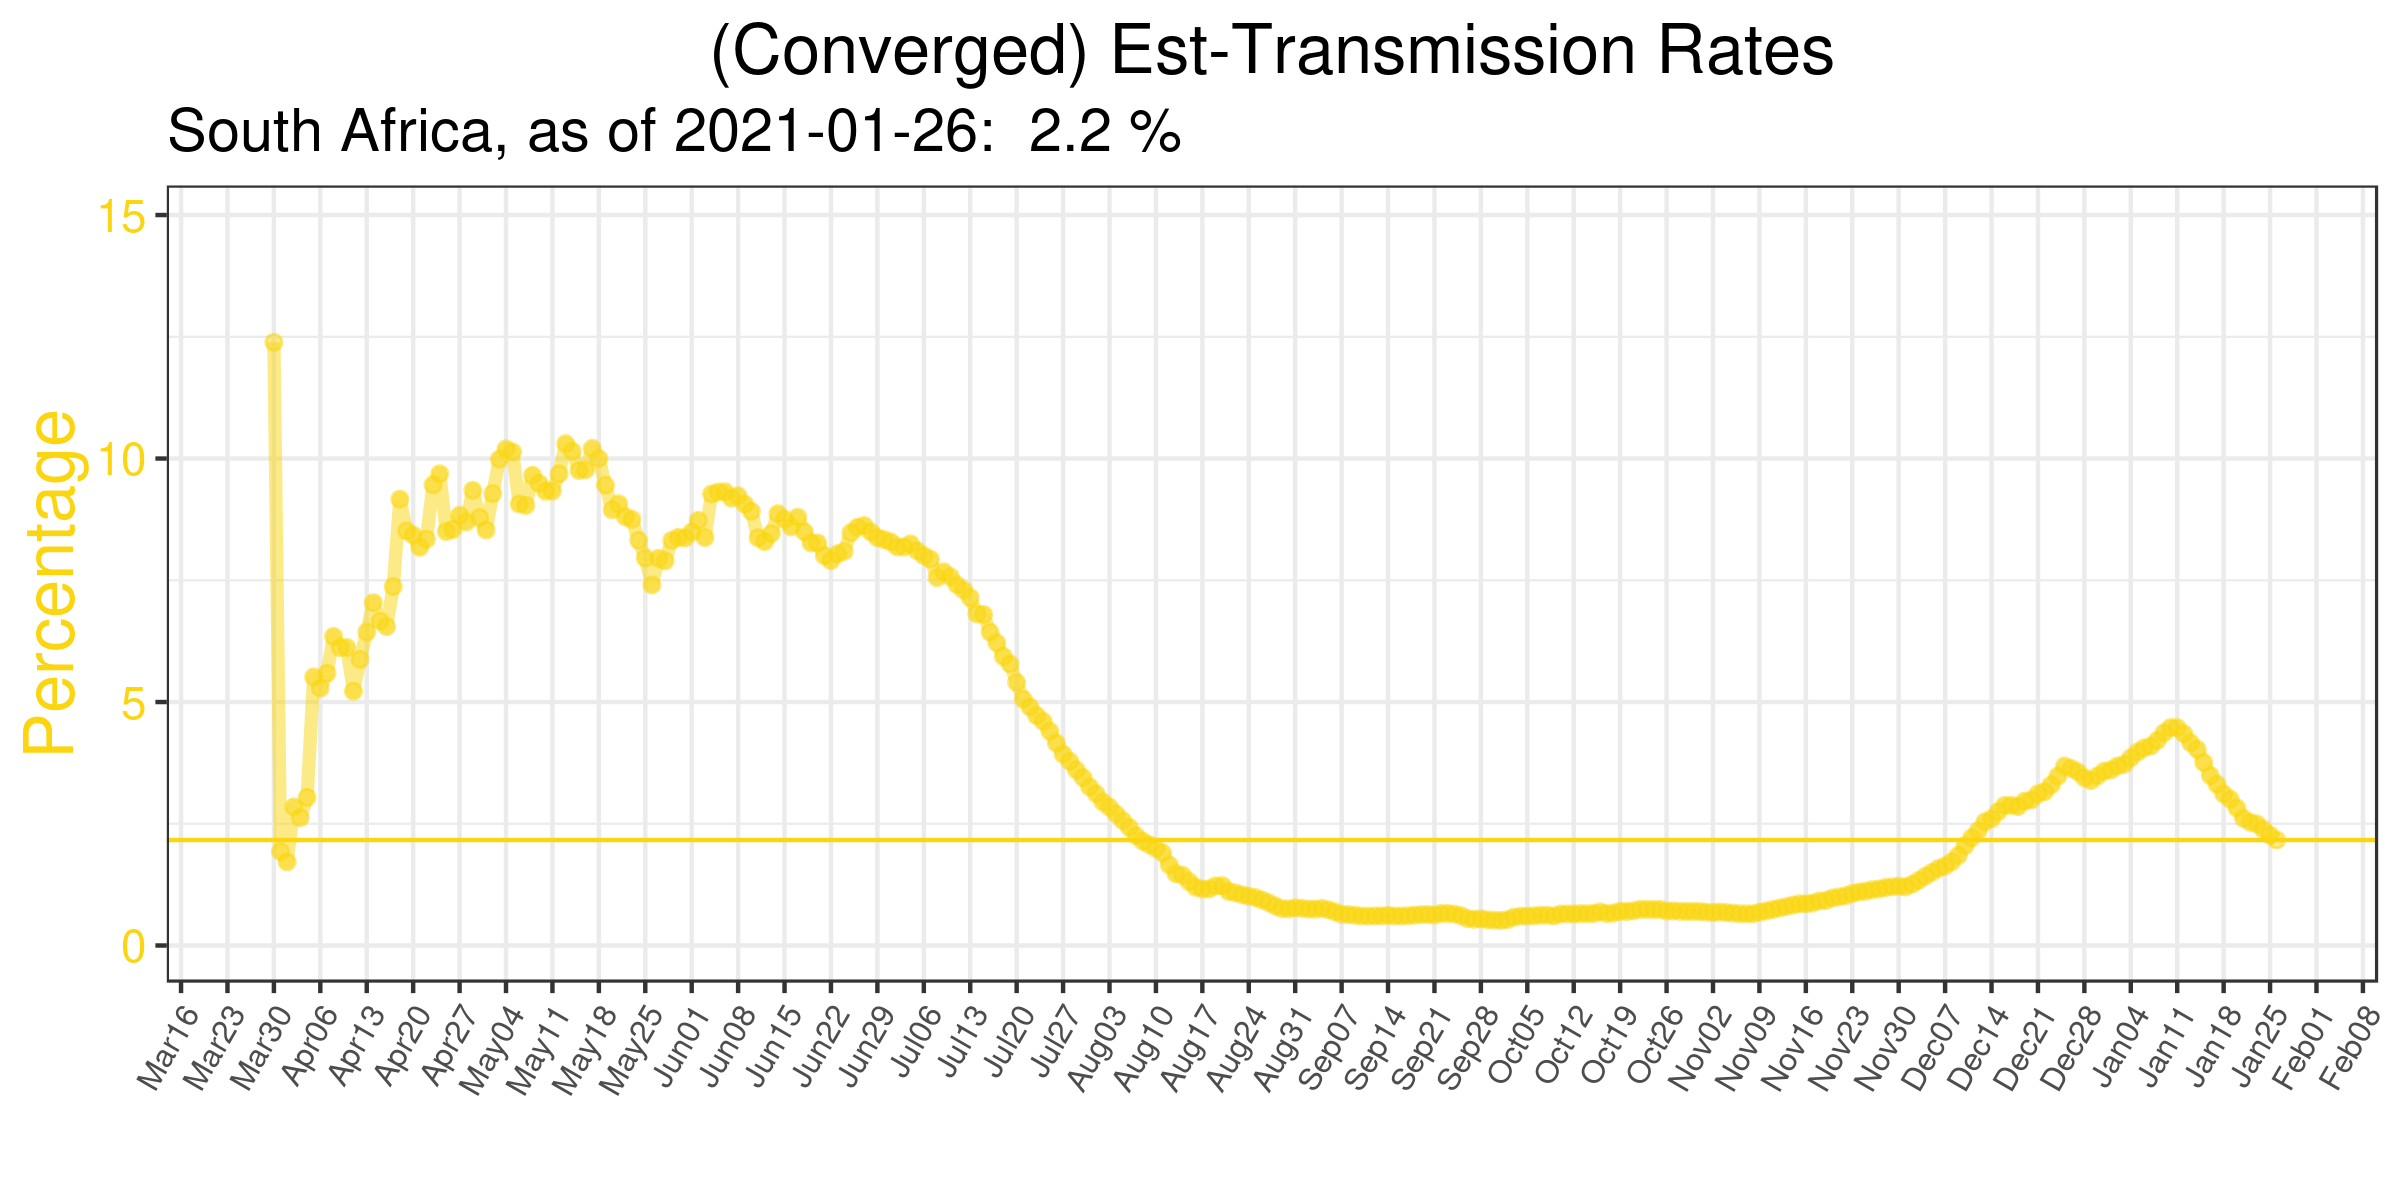 (Converged) Est-Transmission Rates
South Africa, as of 2021-01-26:  2.2 %
Percentage
15
10
5
0
Mar16 Mar23 Mar30 Apr06 Apr13 Apr20 Apr27 May04 May11 May18 May25 Jun01 Jun08 Jun15 Jun22 Jun29 Jul06 Jul13 Jul20 Jul27 Aug03 Aug10 Aug17 Aug24 Aug31 Sep07 Sep14 Sep21 Sep28 Oct05 Oct12 Oct19 Oct26 Nov02 Nov09 Nov16 Nov23 Nov30 Dec07 Dec14 Dec21 Dec28 Jan04 Jan11 Jan18 Jan25 Feb01 Feb08